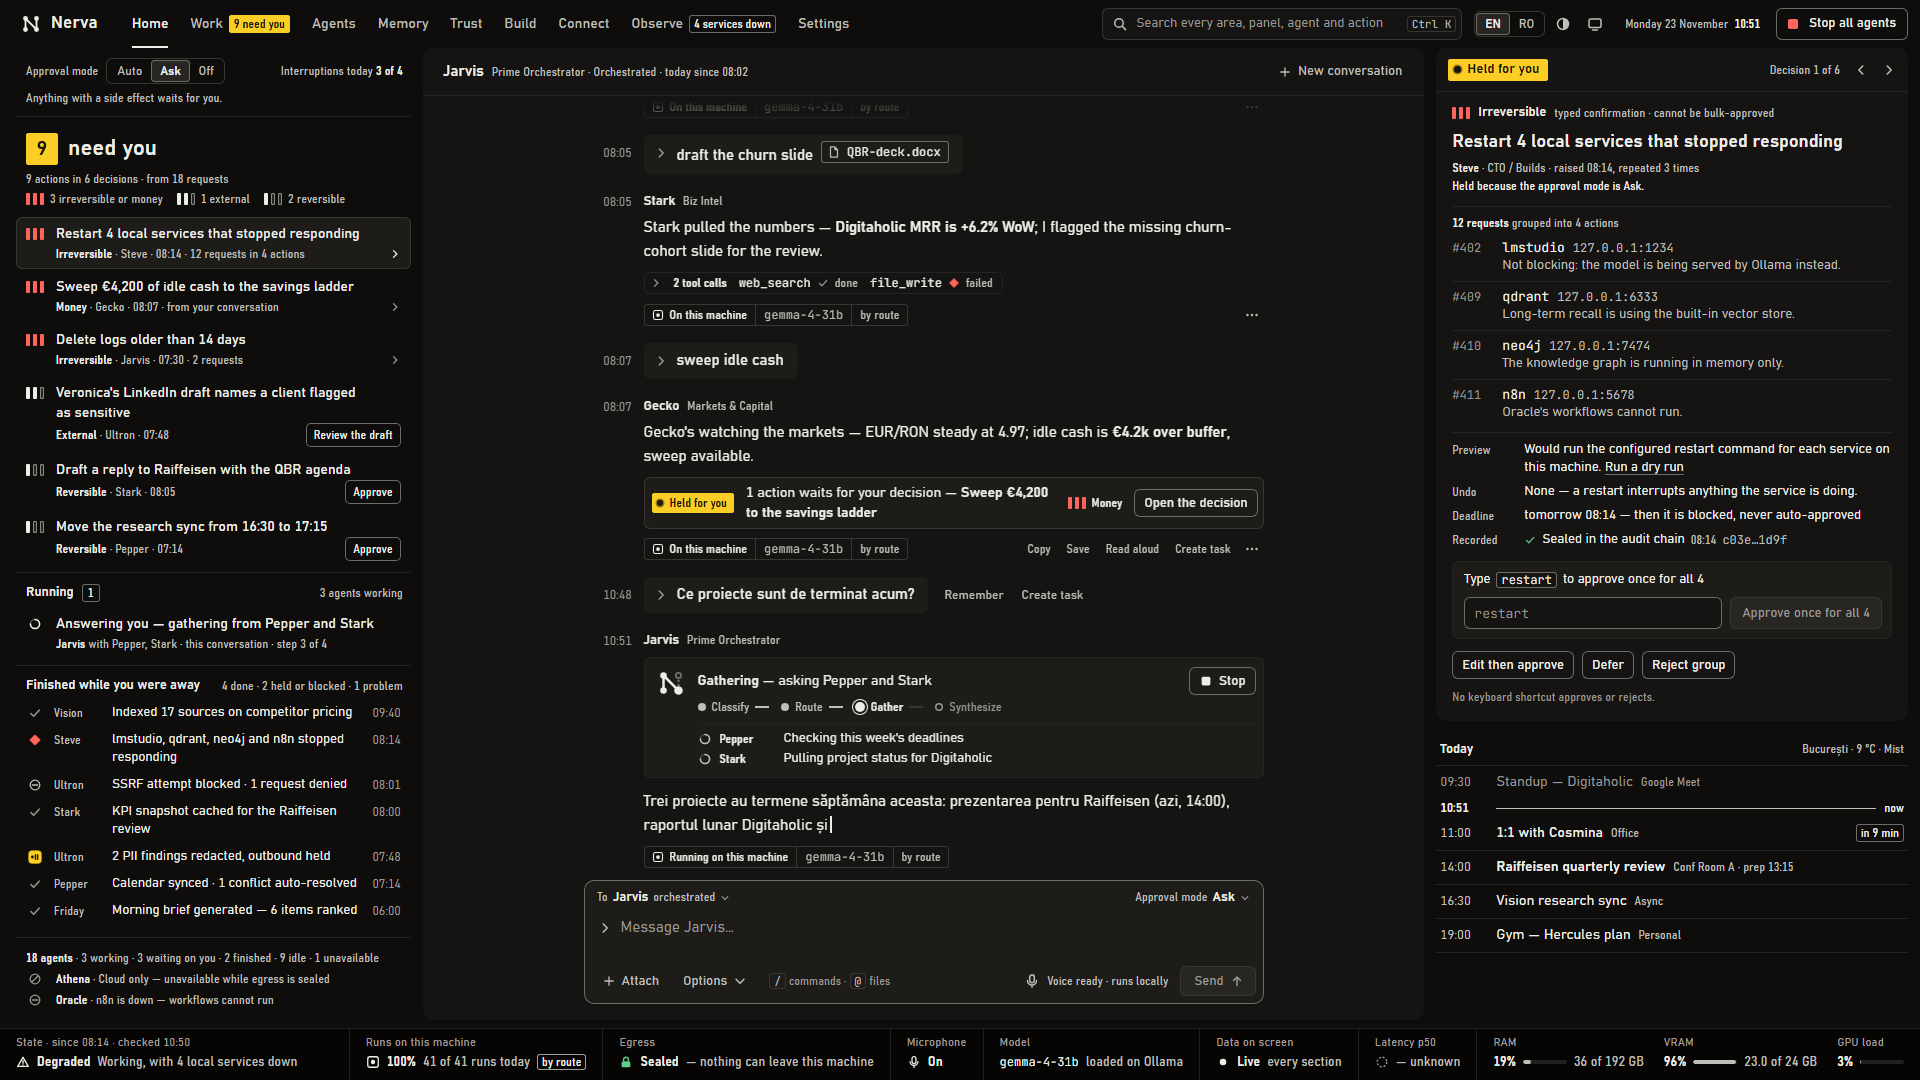 Nerva
Home
Work 9 need you
Agents
Memory
Trust
Build
Connect
Observe 4 services down
Settings
Search every area, panel, agent and action Ctrl K
EN RO
Monday 23 November 10:51
Stop all agents
Approval mode Auto Ask Off
Interruptions today 3 of 4
Anything with a side effect waits for you.
9 need you
9 actions in 6 decisions · from 18 requests
3 irreversible or money 1 external 2 reversible
Restart 4 local services that stopped responding
Irreversible · Steve · 08:14 · 12 requests in 4 actions
Sweep €4,200 of idle cash to the savings ladder
Money · Gecko · 08:07 · from your conversation
Delete logs older than 14 days
Irreversible · Jarvis · 07:30 · 2 requests
Veronica's LinkedIn draft names a client flagged
as sensitive
External · Ultron · 07:48
Review the draft
Draft a reply to Raiffeisen with the QBR agenda
Reversible · Stark · 08:05
Approve
Move the research sync from 16:30 to 17:15
Reversible · Pepper · 07:14
Approve
Running 1
3 agents working
Answering you — gathering from Pepper and Stark
Jarvis with Pepper, Stark · this conversation · step 3 of 4
Finished while you were away
4 done · 2 held or blocked · 1 problem
Vision Indexed 17 sources on competitor pricing 09:40
Steve lmstudio, qdrant, neo4j and n8n stopped 08:14
responding
Ultron SSRF attempt blocked · 1 request denied 08:01
Stark KPI snapshot cached for the Raiffeisen 08:00
review
Ultron 2 PII findings redacted, outbound held 07:48
Pepper Calendar synced · 1 conflict auto-resolved 07:14
Friday Morning brief generated — 6 items ranked 06:00
18 agents · 3 working · 3 waiting on you · 2 finished · 9 idle · 1 unavailable
Athena · Cloud only — unavailable while egress is sealed
Oracle · n8n is down — workflows cannot run
Jarvis Prime Orchestrator · Orchestrated · today since 08:02
New conversation
On this machine gemma-4-31b by route
08:05 draft the churn slide QBR-deck.docx
08:05 Stark Biz Intel
Stark pulled the numbers — Digitaholic MRR is +6.2% WoW; I flagged the missing churn-
cohort slide for the review.
2 tool calls web_search done file_write failed
On this machine gemma-4-31b by route
08:07 sweep idle cash
08:07 Gecko Markets & Capital
Gecko's watching the markets — EUR/RON steady at 4.97; idle cash is €4.2k over buffer,
sweep available.
Held for you
1 action waits for your decision — Sweep €4,200
to the savings ladder
Money
Open the decision
On this machine gemma-4-31b by route
Copy Save Read aloud Create task
10:48 Ce proiecte sunt de terminat acum? Remember Create task
10:51 Jarvis Prime Orchestrator
Gathering — asking Pepper and Stark
Stop
Classify Route Gather Synthesize
Pepper Checking this week's deadlines
Stark Pulling project status for Digitaholic
Trei proiecte au termene săptămâna aceasta: prezentarea pentru Raiffeisen (azi, 14:00),
raportul lunar Digitaholic și
Running on this machine gemma-4-31b by route
To Jarvis orchestrated
Approval mode Ask
Message Jarvis…
Attach Options / commands · @ files
Voice ready · runs locally
Send
Held for you
Decision 1 of 6
Irreversible typed confirmation · cannot be bulk-approved
Restart 4 local services that stopped responding
Steve · CTO / Builds · raised 08:14, repeated 3 times
Held because the approval mode is Ask.
12 requests grouped into 4 actions
#402 lmstudio 127.0.0.1:1234
Not blocking: the model is being served by Ollama instead.
#409 qdrant 127.0.0.1:6333
Long-term recall is using the built-in vector store.
#410 neo4j 127.0.0.1:7474
The knowledge graph is running in memory only.
#411 n8n 127.0.0.1:5678
Oracle's workflows cannot run.
Preview Would run the configured restart command for each service on
this machine. Run a dry run
Undo None — a restart interrupts anything the service is doing.
Deadline tomorrow 08:14 — then it is blocked, never auto-approved
Recorded Sealed in the audit chain 08:14 c03e…1d9f
Type restart to approve once for all 4
restart
Approve once for all 4
Edit then approve Defer Reject group
No keyboard shortcut approves or rejects.
Today
București · 9 °C · Mist
09:30 Standup — Digitaholic Google Meet
10:51 now
11:00 1:1 with Cosmina Office in 9 min
14:00 Raiffeisen quarterly review Conf Room A · prep 13:15
16:30 Vision research sync Async
19:00 Gym — Hercules plan Personal
State · since 08:14 · checked 10:50
Degraded Working, with 4 local services down
Runs on this machine
100% 41 of 41 runs today by route
Egress
Sealed — nothing can leave this machine
Microphone
On
Model
gemma-4-31b loaded on Ollama
Data on screen
Live every section
Latency p50
— unknown
RAM
19% 36 of 192 GB
VRAM
96% 23.0 of 24 GB
GPU load
3%